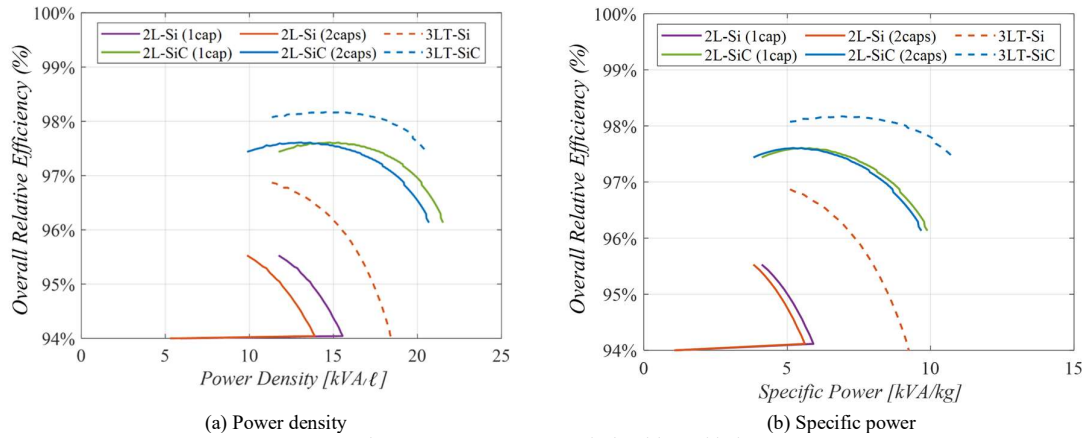 100%
99%
98%
97%
96%
95%
94%
Overall Relative Efficiency (%)
2L-Si (1cap) 2L-Si (2caps) 3LT-Si
2L-SiC (1cap) 2L-SiC (2caps) 3LT-SiC
0 5 10 15 20 25
Power Density [kVA/ℓ]
(a) Power density
100%
99%
98%
97%
96%
95%
94%
Overall Relative Efficiency (%)
2L-Si (1cap) 2L-Si (2caps) 3LT-Si
2L-SiC (1cap) 2L-SiC (2caps) 3LT-SiC
0 5 10 15
Specific Power [kVA/kg]
(b) Specific power